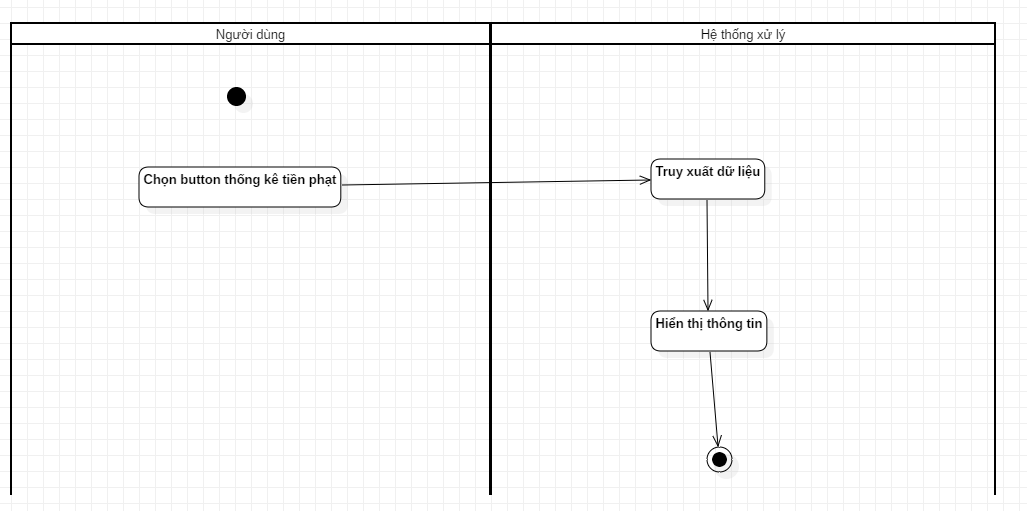 Người dùng
Hệ thống xử lý
Chọn button thống kê tiền phạt
Truy xuất dữ liệu
Hiển thị thông tin